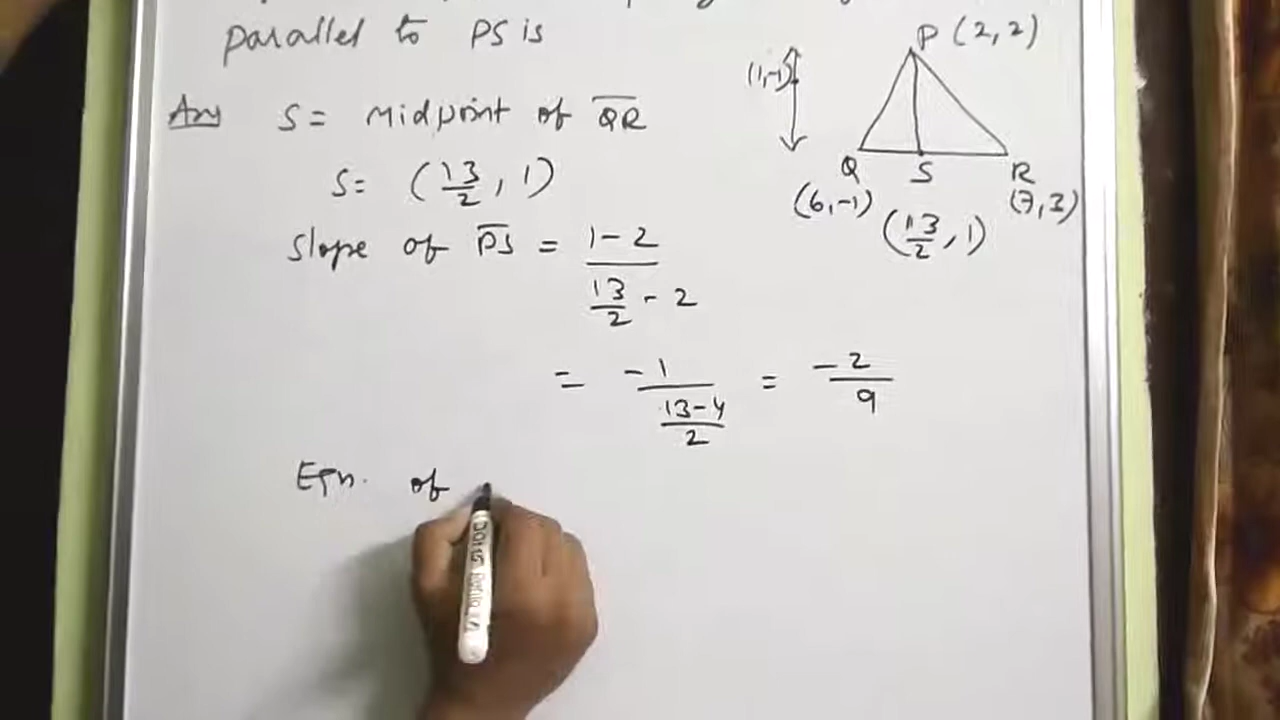 parallel to PS is
P (2, 2)
(1,-1)
Ans S = Midpoint of QR
S = (13/2, 1)
Q S R
(6,-1) (13/2, 1) (7, 3)
Slope of PS = 1 - 2
13/2 - 2
= -1 / (13-4 / 2) = -2/9
Eqn. of